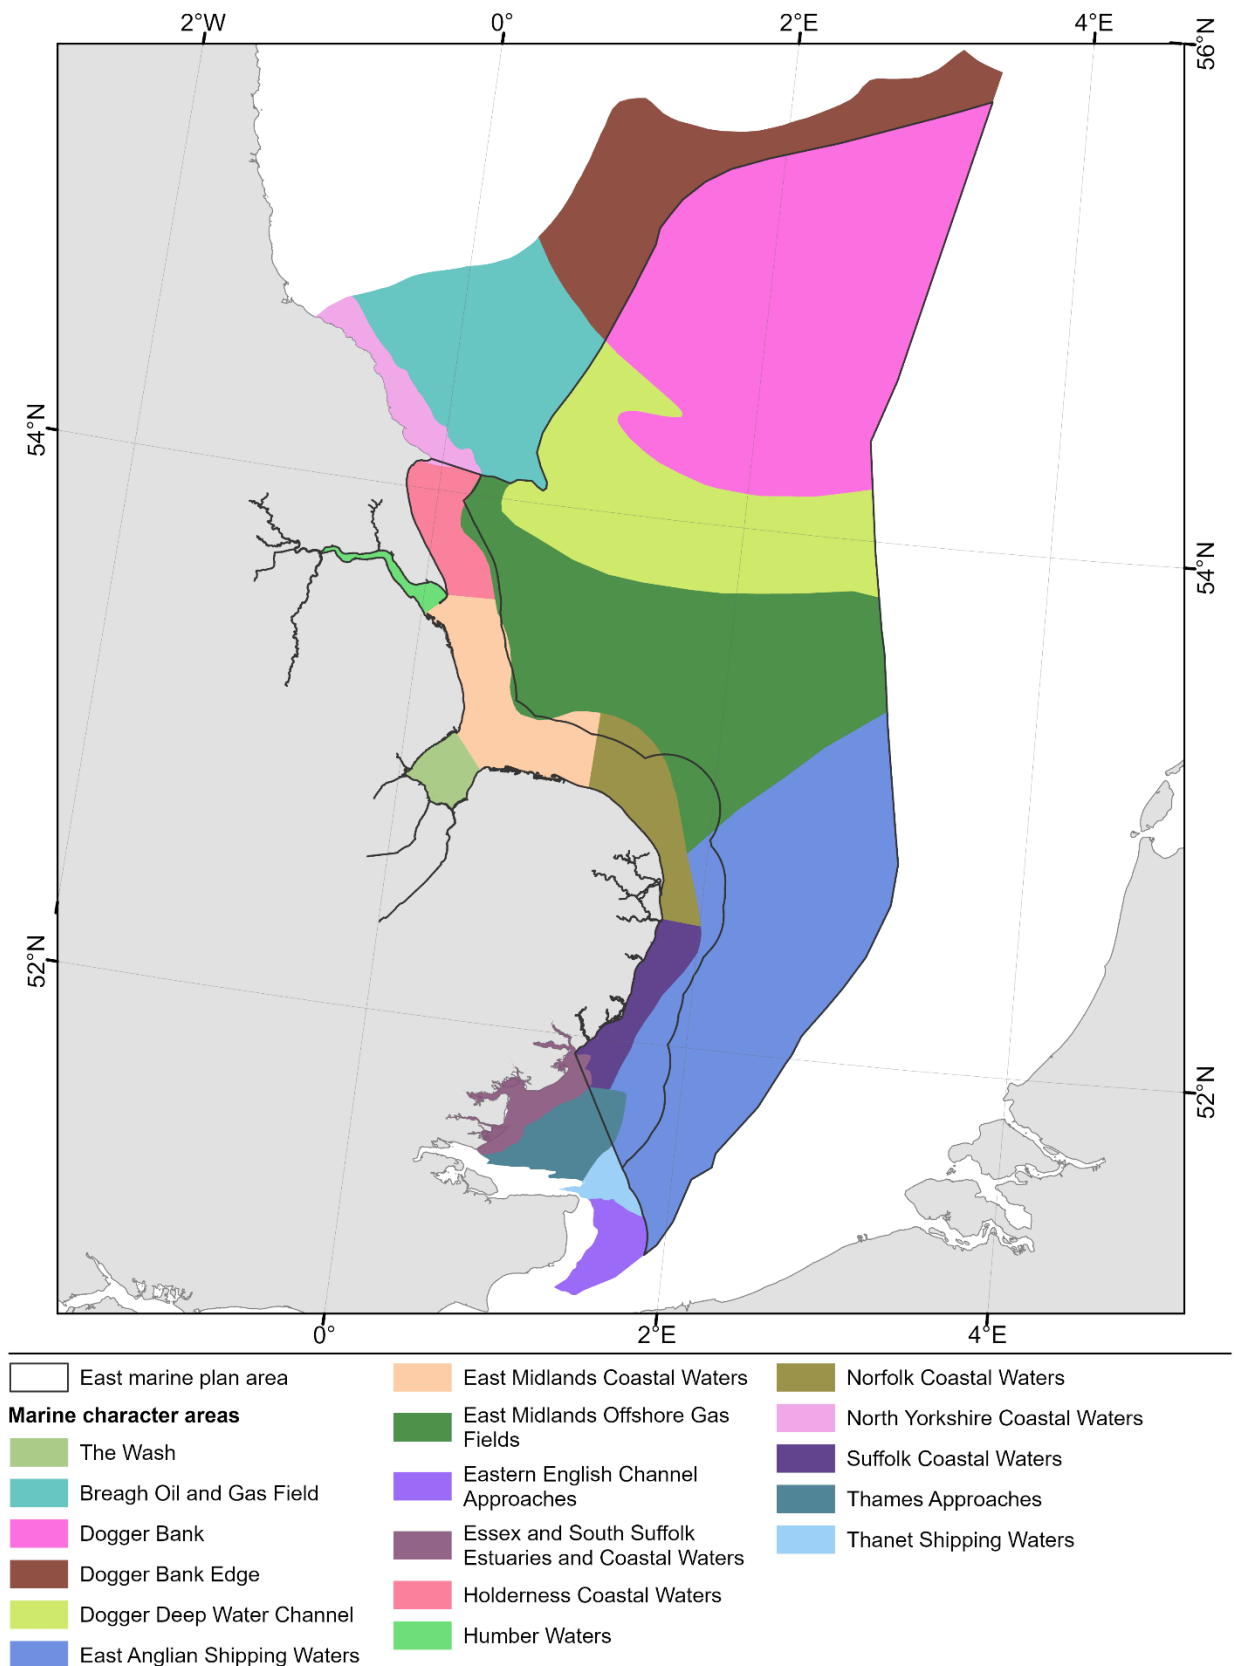 2°W
0°
2°E
4°E
56°N
54°N
54°N
52°N
52°N
0°
2°E
4°E
East marine plan area
Marine character areas
The Wash
Breagh Oil and Gas Field
Dogger Bank
Dogger Bank Edge
Dogger Deep Water Channel
East Anglian Shipping Waters
East Midlands Coastal Waters
East Midlands Offshore Gas
Fields
Eastern English Channel
Approaches
Essex and South Suffolk
Estuaries and Coastal Waters
Holderness Coastal Waters
Humber Waters
Norfolk Coastal Waters
North Yorkshire Coastal Waters
Suffolk Coastal Waters
Thames Approaches
Thanet Shipping Waters